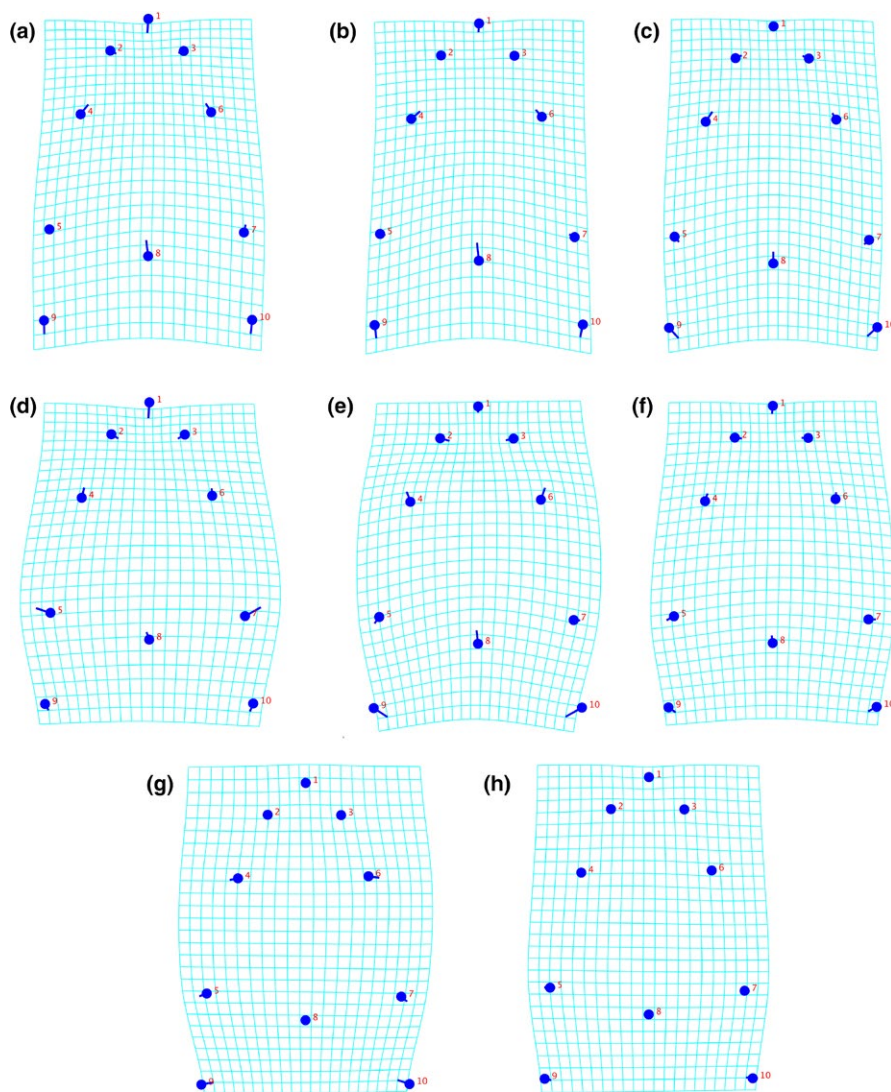 (a) 1 (b) 1 (c) 1
2 3 2 3 2 3
4 6 4 6 4 6
5 7 5 7 5 7
8 8 8
9 10 9 10 9 10
(d) 1 (e) 1 (f) 1
2 3 2 3 2 3
4 6 4 6 4 6
5 7 5 7 5 7
8 8 8
9 10 9 10 9 10
(g) 1 (h) 1
2 3 2 3
4 6 4 6
5 7 5 7
8 8
9 10 9 10